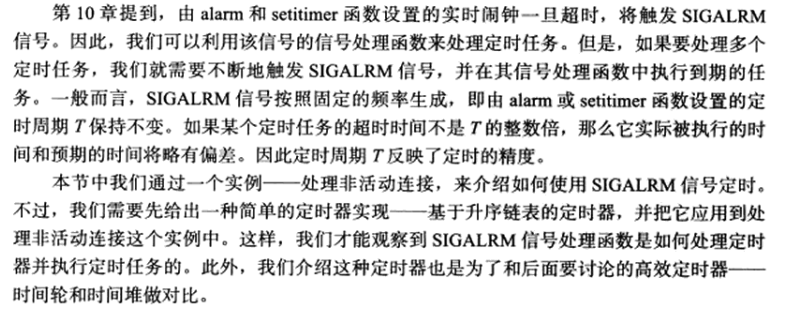 第 10 章提到，由 alarm 和 setitimer 函数设置的实时闹钟一旦超时，将触发 SIGALRM
信号。因此，我们可以利用该信号的信号处理函数来处理定时任务。但是，如果要处理多个
定时任务，我们就需要不断地触发 SIGALRM 信号，并在其信号处理函数中执行到期的任
务。一般而言，SIGALRM 信号按照固定的频率生成，即由 alarm 或 setitimer 函数设置的定
时周期 T 保持不变。如果某个定时任务的超时时间不是 T 的整数倍，那么它实际被执行的时
间和预期的时间将略有偏差。因此定时周期 T 反映了定时的精度。
本节中我们通过一个实例——处理非活动连接，来介绍如何使用 SIGALRM 信号定时。
不过，我们需要先给出一种简单的定时器实现——基于升序链表的定时器，并把它应用到处
理非活动连接这个实例中。这样，我们才能观察到 SIGALRM 信号处理函数是如何处理定时
器并执行定时任务的。此外，我们介绍这种定时器也是为了和后面要讨论的高效定时器——
时间轮和时间堆做对比。